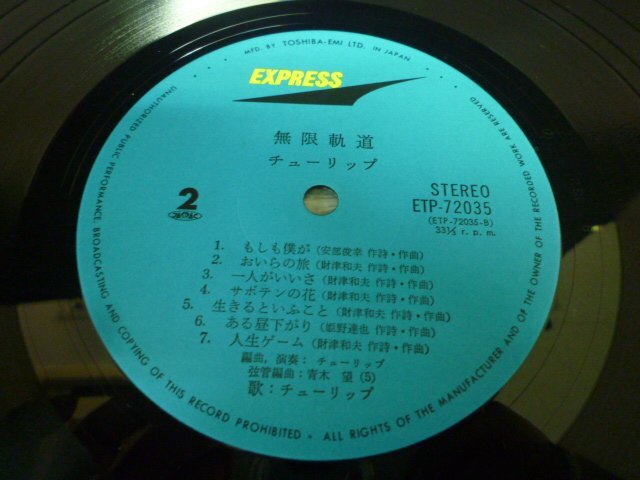 MFD. BY TOSHIBA-EMI LTD. IN JAPAN
EXPRESS
無限軌道
チューリップ
2
STEREO
ETP-72035
(ETP-72035-B)
33⅓ r. p. m.
1. もしも僕が (安部俊幸 作詩・作曲)
2. おいらの旅 (財津和夫 作詩・作曲)
3. 一人がいいさ (財津和夫 作詩・作曲)
4. サボテンの花 (財津和夫 作詩・作曲)
5. 生きるといふこと (財津和夫 作詩・作曲)
6. ある昼下がり (姫野達也 作詩・作曲)
7. 人生ゲーム (財津和夫 作詩・作曲)
編曲，演奏： チューリップ
弦管編曲：青木 望 (5)
歌：チューリップ
UNAUTHORIZED PUBLIC PERFORMANCE BROADCASTING AND COPYING OF THIS RECORD PROHIBITED • ALL RIGHTS OF THE MANUFACTURER AND OF THE OWNER OF THE RECORDED WORK ARE RESERVED